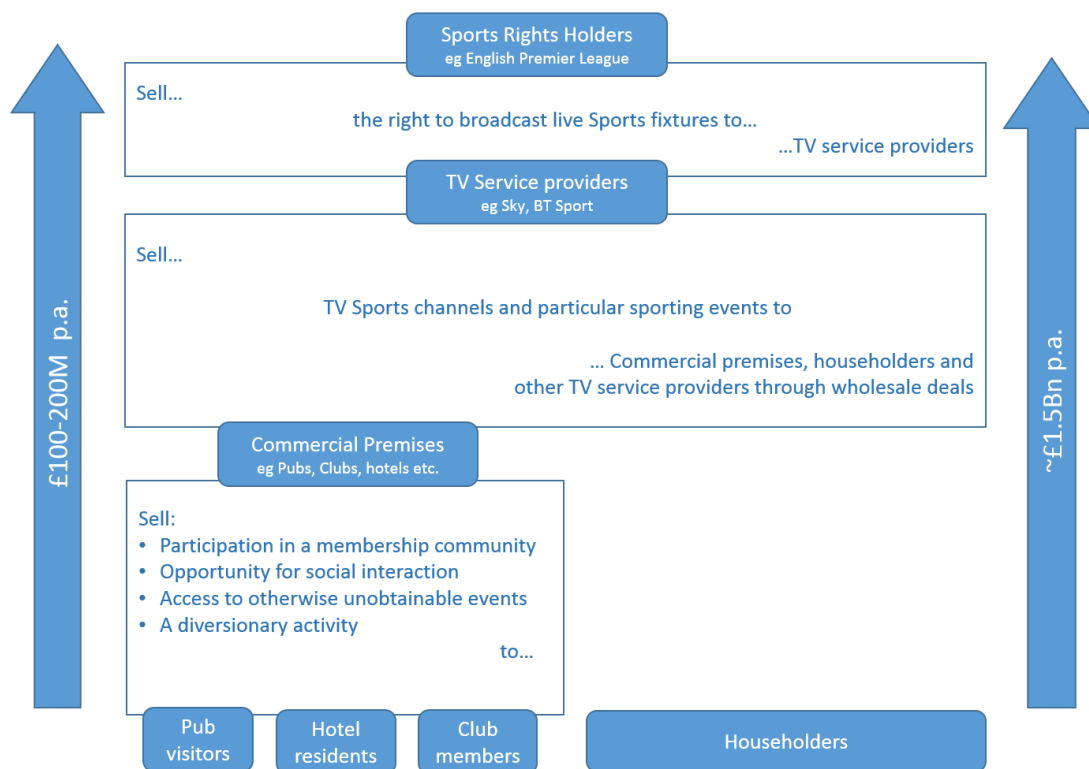 Sports Rights Holders
eg English Premier League
Sell...
the right to broadcast live Sports fixtures to...
...TV service providers
TV Service providers
eg Sky, BT Sport
Sell...
TV Sports channels and particular sporting events to
... Commercial premises, householders and
other TV service providers through wholesale deals
£100-200M p.a.
~£1.5Bn p.a.
Commercial Premises
eg Pubs, Clubs, hotels etc.
Sell:
• Participation in a membership community
• Opportunity for social interaction
• Access to otherwise unobtainable events
• A diversionary activity
to...
Pub
visitors
Hotel
residents
Club
members
Householders